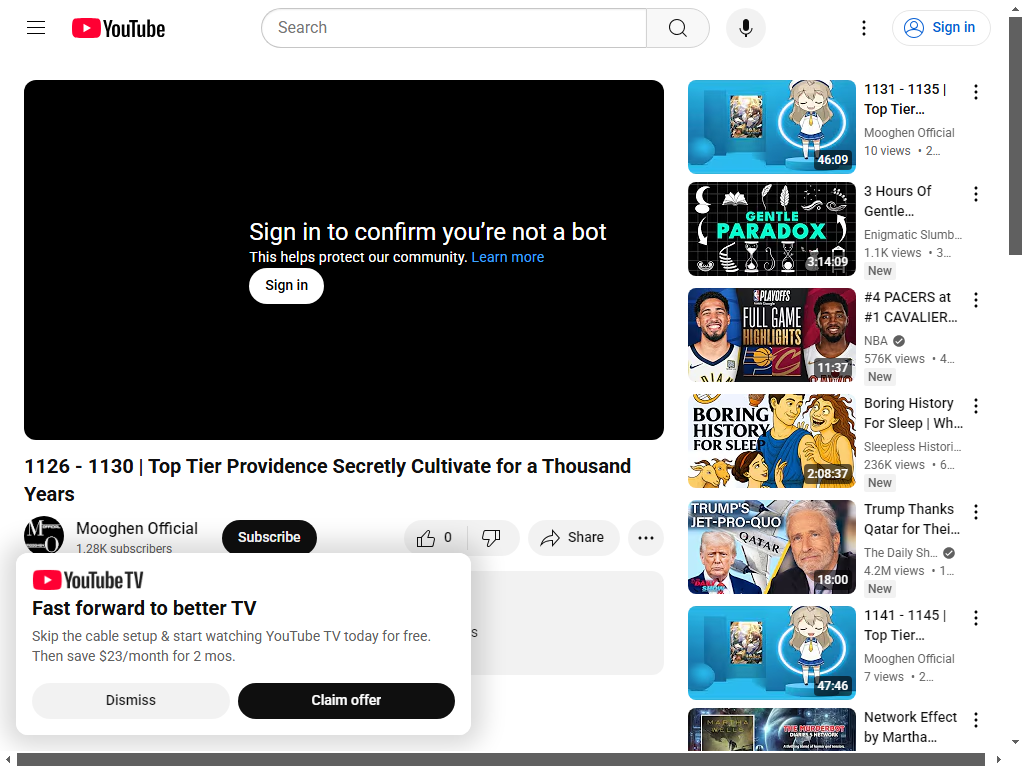 YouTube
Search
Sign in
Sign in to confirm you're not a bot
This helps protect our community. Learn more
Sign in
1126 - 1130 | Top Tier Providence Secretly Cultivate for a Thousand
Years
Mooghen Official
1.28K subscribers
Subscribe
0
Share
s
YouTube TV
Fast forward to better TV
Skip the cable setup & start watching YouTube TV today for free.
Then save $23/month for 2 mos.
Dismiss
Claim offer
46:09
1131 - 1135 |
Top Tier...
Mooghen Official
10 views • 2...
GENTLE
PARADOX
3:14:09
3 Hours Of
Gentle...
Enigmatic Slumb...
1.1K views • 3...
New
PLAYOFFS
FULL GAME
HIGHLIGHTS
11:37
#4 PACERS at
#1 CAVALIER...
NBA
576K views • 4...
New
BORING
HISTORY
FOR SLEEP
2:08:37
Boring History
For Sleep | Wh...
Sleepless Histori...
236K views • 6...
New
TRUMP'S
JET-PRO-QUO
QATAR
18:00
Trump Thanks
Qatar for Thei...
The Daily Sh...
4.2M views • 1...
New
47:46
1141 - 1145 |
Top Tier...
Mooghen Official
7 views • 2...
MARTHA
WELLS
THE MURDERBOT
DIARIES NETWORK
Network Effect
by Martha...